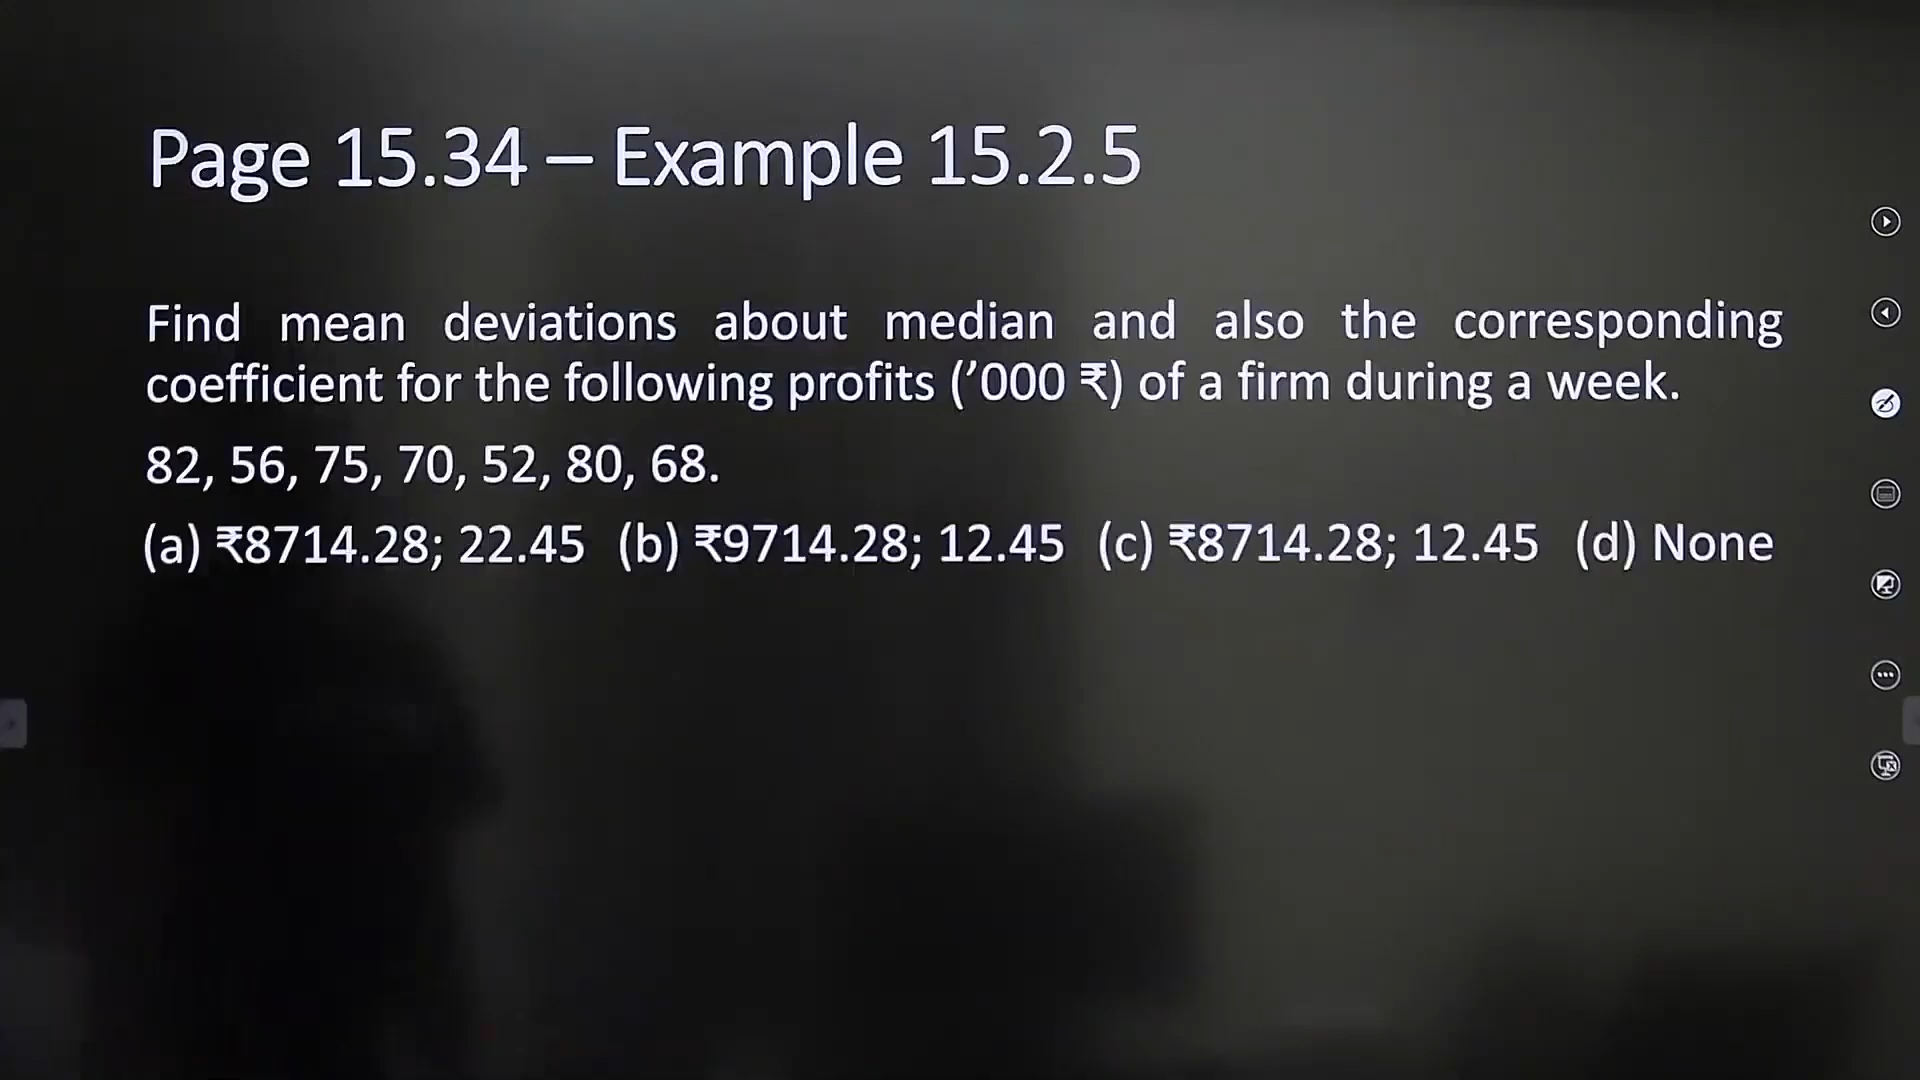 Page 15.34 – Example 15.2.5
Find mean deviations about median and also the corresponding
coefficient for the following profits (’000 ₹) of a firm during a week.
82, 56, 75, 70, 52, 80, 68.
(a) ₹8714.28; 22.45 (b) ₹9714.28; 12.45 (c) ₹8714.28; 12.45 (d) None